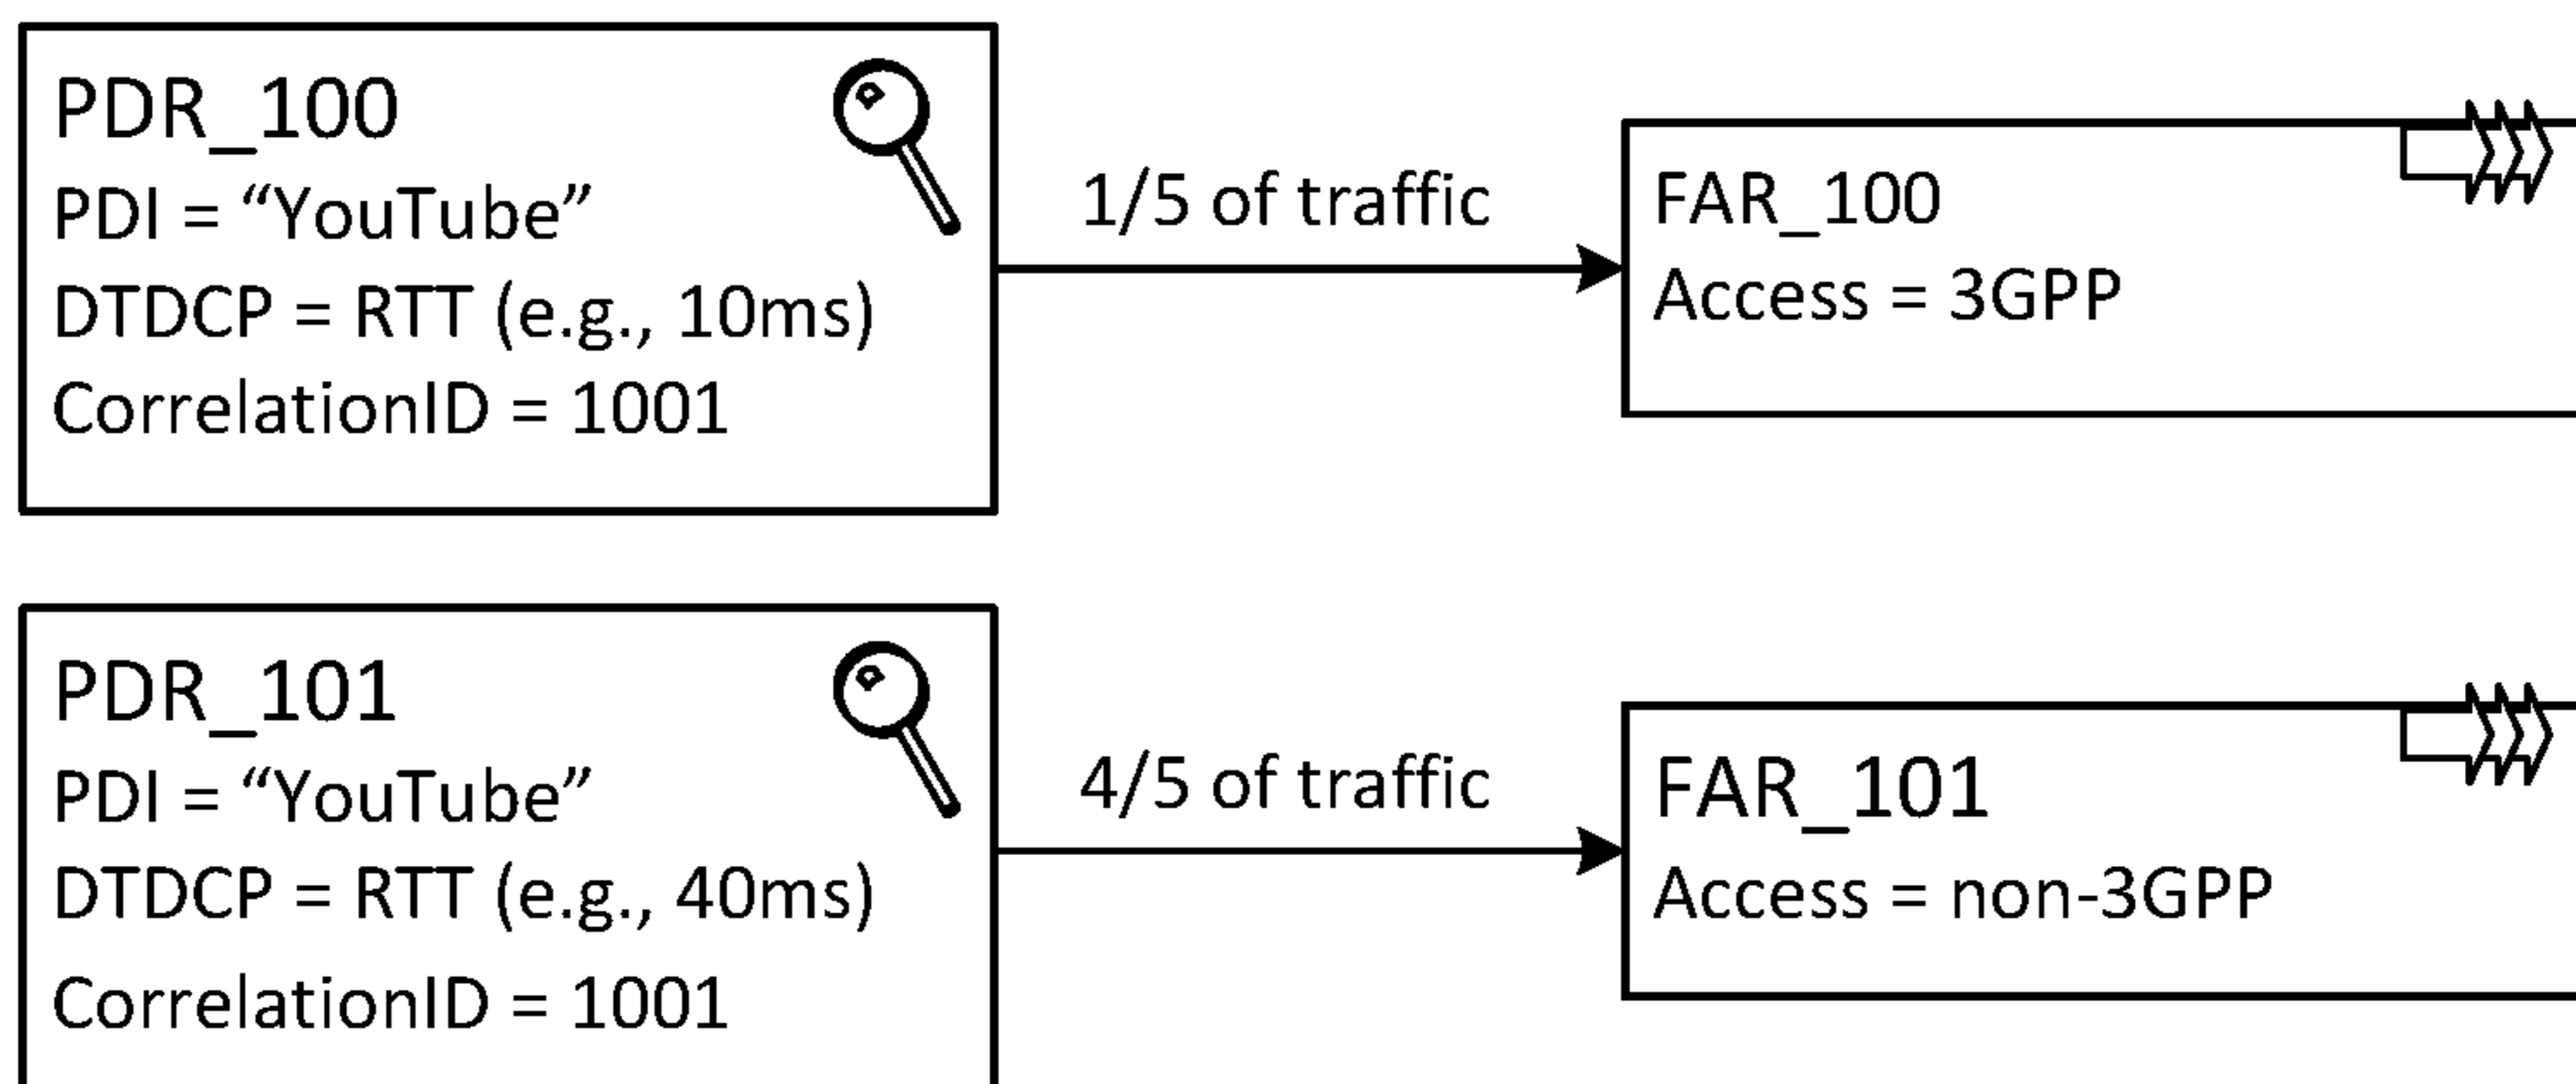 PDR_100
PDI = “YouTube”
DTDCP = RTT (e.g., 10ms)
CorrelationID = 1001
1/5 of traffic
FAR_100
Access = 3GPP
PDR_101
PDI = “YouTube”
DTDCP = RTT (e.g., 40ms)
CorrelationID = 1001
4/5 of traffic
FAR_101
Access = non-3GPP